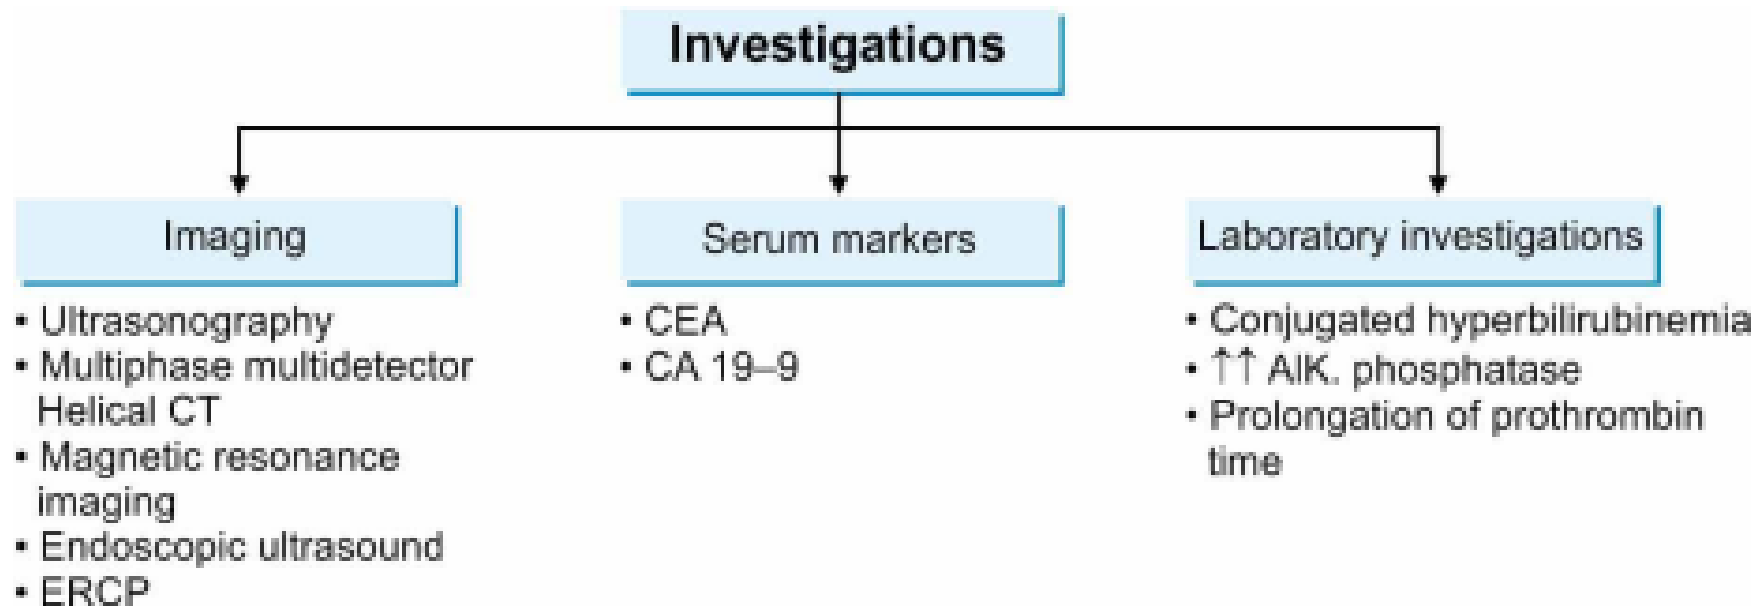 Investigations
Imaging
• Ultrasonography
• Multiphase multidetector
Helical CT
• Magnetic resonance
imaging
• Endoscopic ultrasound
• ERCP
Serum markers
• CEA
• CA 19–9
Laboratory investigations
• Conjugated hyperbilirubinemia
• ↑↑ AlK. phosphatase
• Prolongation of prothrombin
time